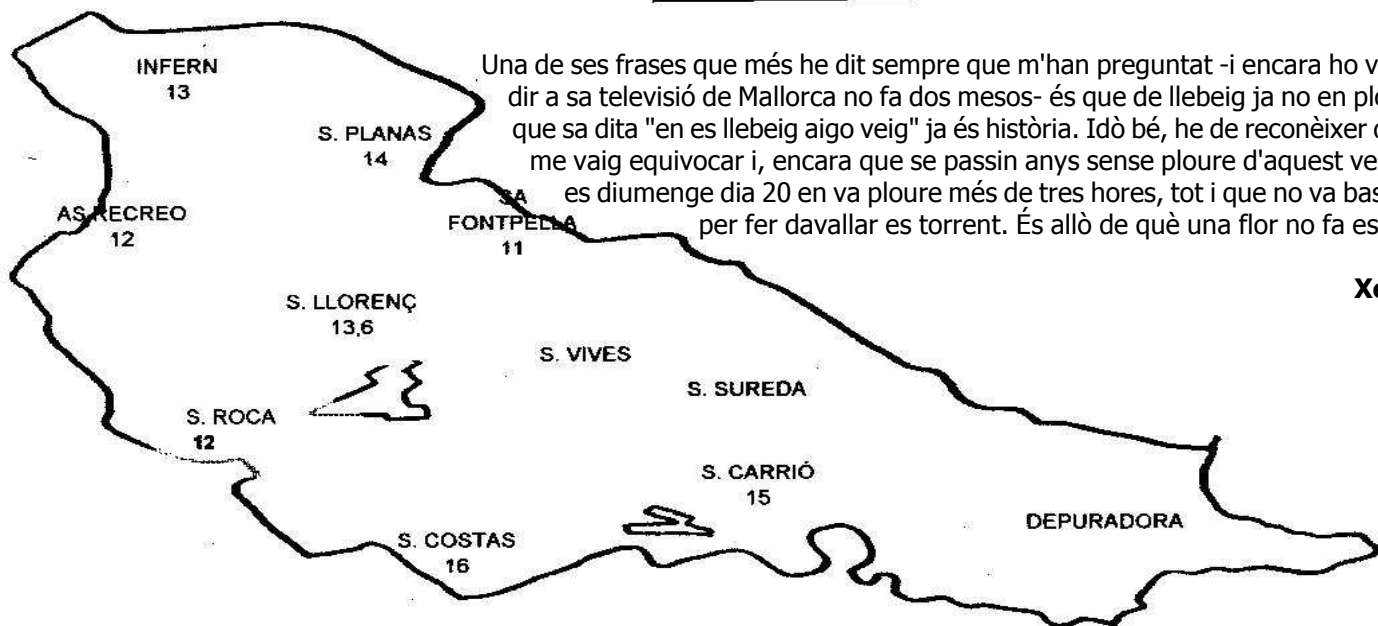 Una de ses frases que més he dit sempre que m'han preguntat -i encara ho v
dir a sa televisió de Mallorca no fa dos mesos- és que de llebeig ja no en plo
que sa dita "en es llebeig aigo veig" ja és història. Idò bé, he de reconèixer
me vaig equivocar i, encara que se passin anys sense ploure d'aquest ve
es diumenge dia 20 en va ploure més de tres hores, tot i que no va bas
per fer davallar es torrent. És allò de què una flor no fa es
Xe
INFERN
13
S. PLANAS
14
AS RECREO
12
SA
FONTPELLA
11
S. LLORENÇ
13,6
S. VIVES
S. SUREDA
S. ROCA
12
S. CARRIÓ
15
DEPURADORA
S. COSTAS
16